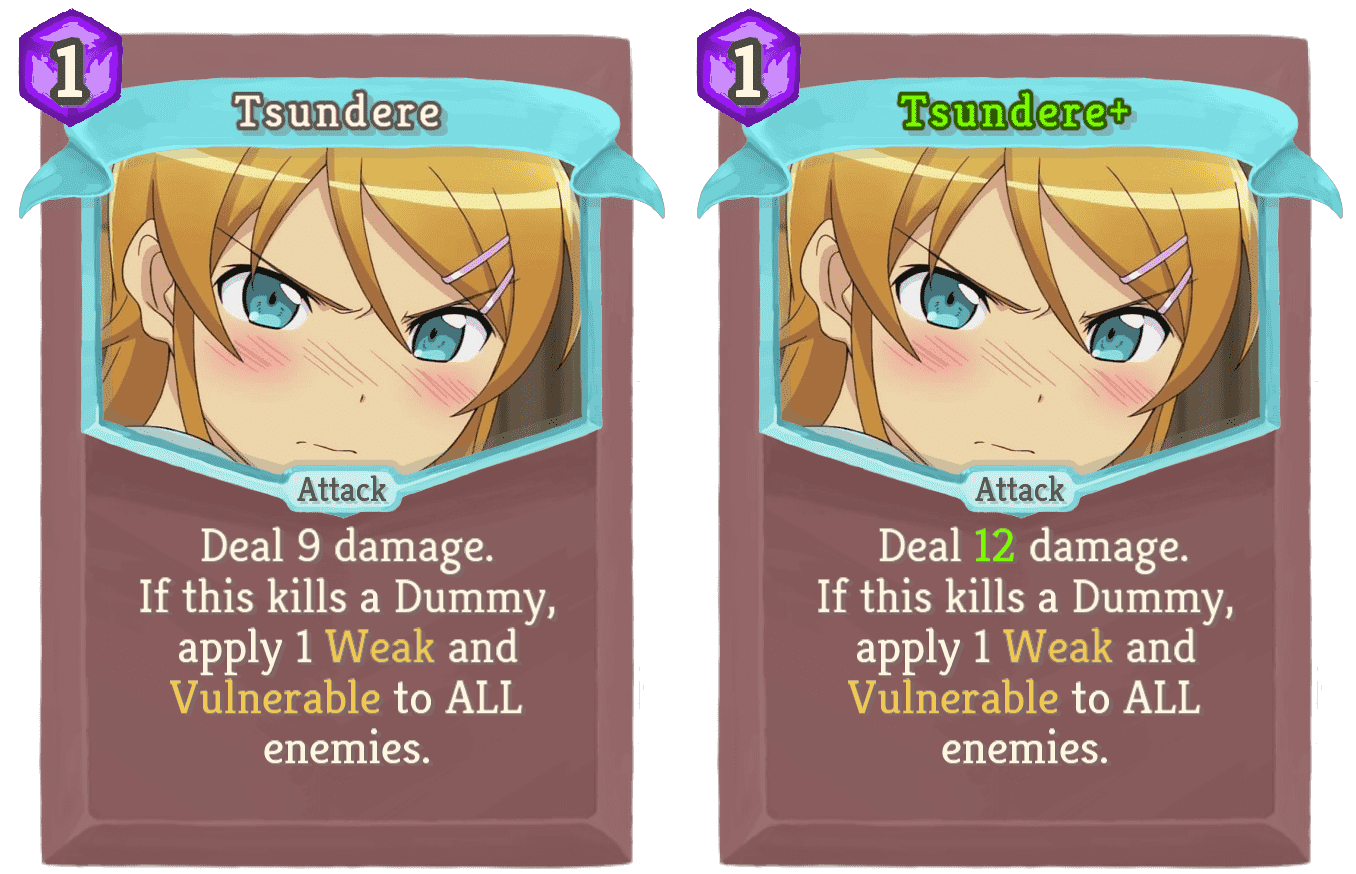 1
Tsundere
Attack
Deal 9 damage.
If this kills a Dummy,
apply 1 Weak and
Vulnerable to ALL
enemies.
1
Tsundere+
Attack
Deal 12 damage.
If this kills a Dummy,
apply 1 Weak and
Vulnerable to ALL
enemies.